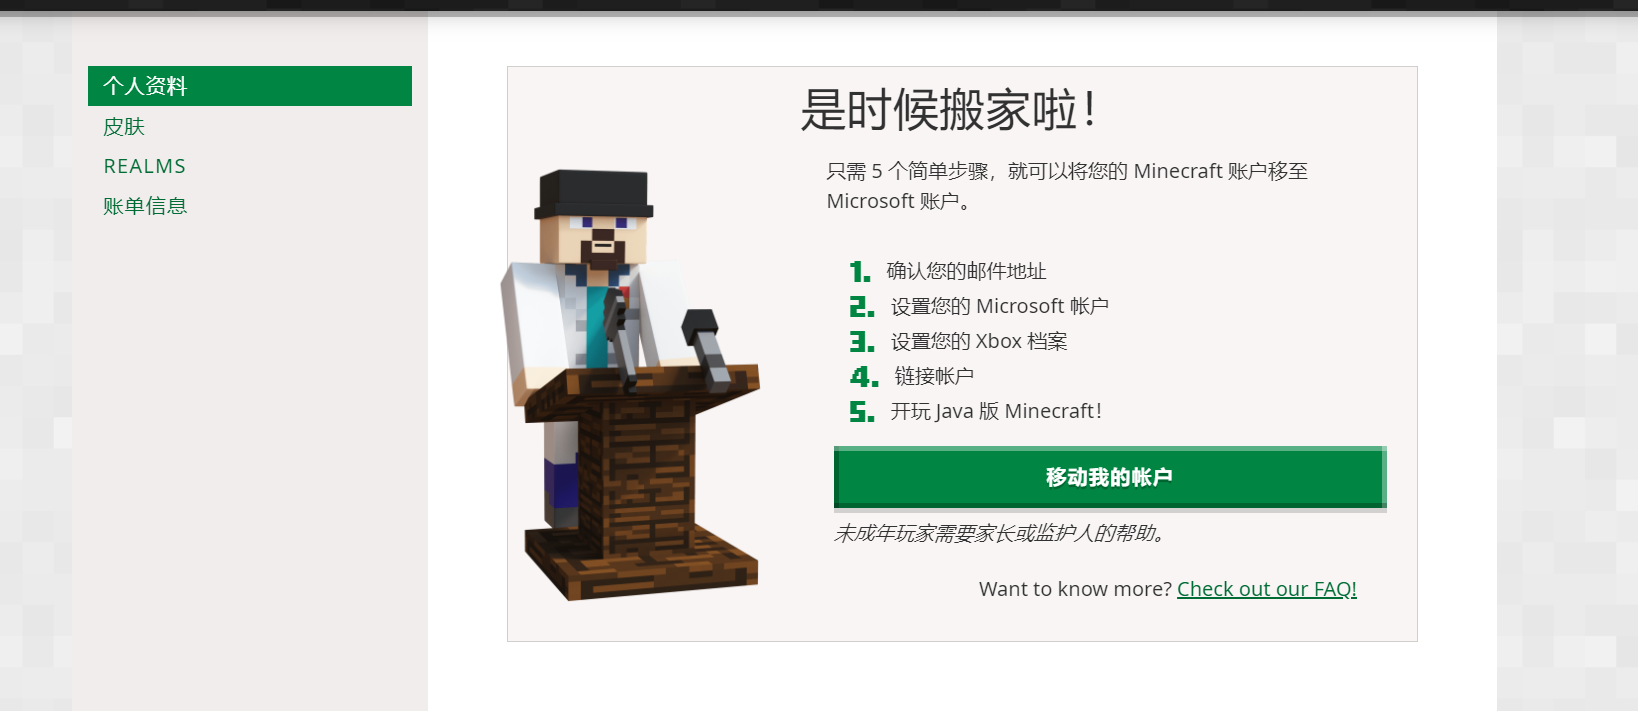 个人资料
皮肤
REALMS
账单信息
是时候搬家啦！
只需 5 个简单步骤，就可以将您的 Minecraft 账户移至
Microsoft 账户。
1. 确认您的邮件地址
2. 设置您的 Microsoft 帐户
3. 设置您的 Xbox 档案
4. 链接帐户
5. 开玩 Java 版 Minecraft！
移动我的帐户
未成年玩家需要家长或监护人的帮助。
Want to know more? Check out our FAQ!